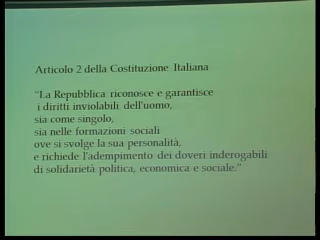 Articolo 2 della Costituzione Italiana
“La Repubblica riconosce e garantisce
i diritti inviolabili dell'uomo,
sia come singolo,
sia nelle formazioni sociali
ove si svolge la sua personalità,
e richiede l'adempimento dei doveri inderogabili
di solidarietà politica, economica e sociale.”